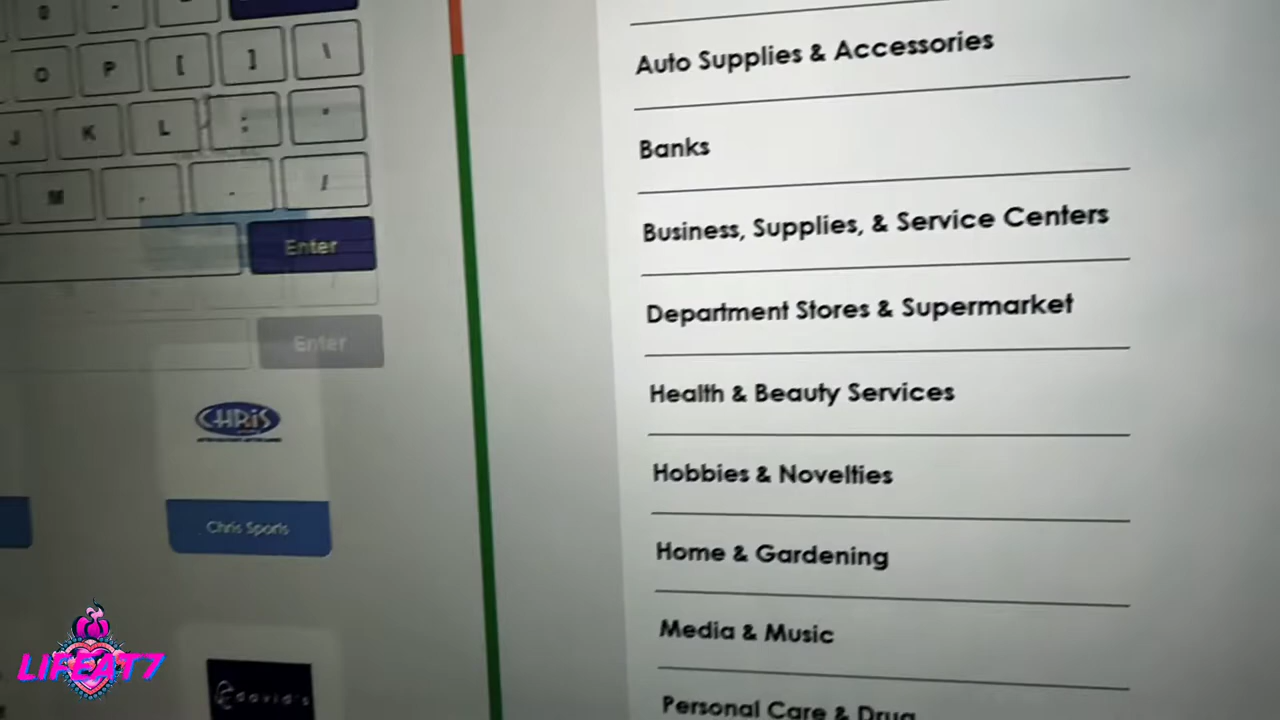 O P [ ] \
J K L ; "
M , . /
Enter
Enter
CHRIS
Chris Sports
david's
LIFEAT7
Auto Supplies & Accessories
Banks
Business, Supplies, & Service Centers
Department Stores & Supermarket
Health & Beauty Services
Hobbies & Novelties
Home & Gardening
Media & Music
Personal Care & Drug